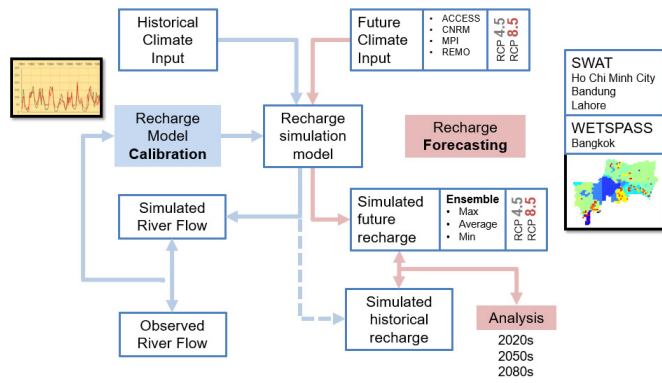 Historical
Climate
Input
Future
Climate
Input
• ACCESS
• CNRM
• MPI
• REMO
RCP 4.5
RCP 8.5
SWAT
Ho Chi Minh City
Bandung
Lahore
WETSPASS
Bangkok
Recharge
Model
Calibration
Recharge
simulation
model
Recharge
Forecasting
Simulated
River Flow
Simulated
future
recharge
Ensemble
• Max
• Average
• Min
RCP 4.5
RCP 8.5
Observed
River Flow
Simulated
historical
recharge
Analysis
2020s
2050s
2080s